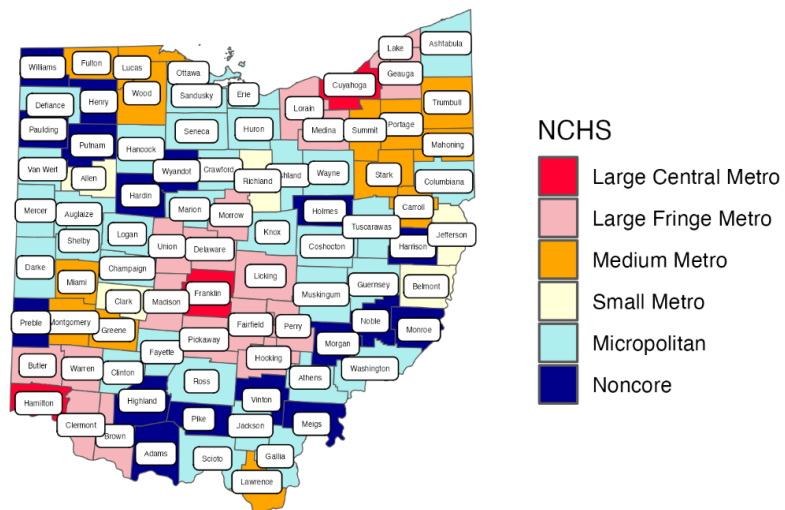 Ashtabula
Lake
Geauga
Cuyahoga
Williams
Fulton
Lucas
Ottawa
Wood
Sandusky
Erie
Lorain
Henry
Defiance
Trumbull
Portage
Summit
Medina
Huron
Seneca
Paulding
Putnam
Hancock
Mahoning
Van Wert
Allen
Wyandot
Crawford
Richland
shland
Wayne
Stark
Columbiana
Hardin
Mercer
Auglaize
Marion
Morrow
Holmes
Carroll
Tuscarawas
Jefferson
Harrison
Shelby
Logan
Union
Delaware
Knox
Coshocton
Darke
Champaign
Miami
Licking
Guernsey
Belmont
Clark
Madison
Franklin
Muskingum
Preble
Montgomery
Greene
Fairfield
Perry
Noble
Monroe
Morgan
Pickaway
Fayette
Hocking
Washington
Butler
Warren
Clinton
Ross
Athens
Hamilton
Highland
Vinton
Clermont
Brown
Pike
Jackson
Meigs
Adams
Scioto
Gallia
Lawrence
NCHS
Large Central Metro
Large Fringe Metro
Medium Metro
Small Metro
Micropolitan
Noncore